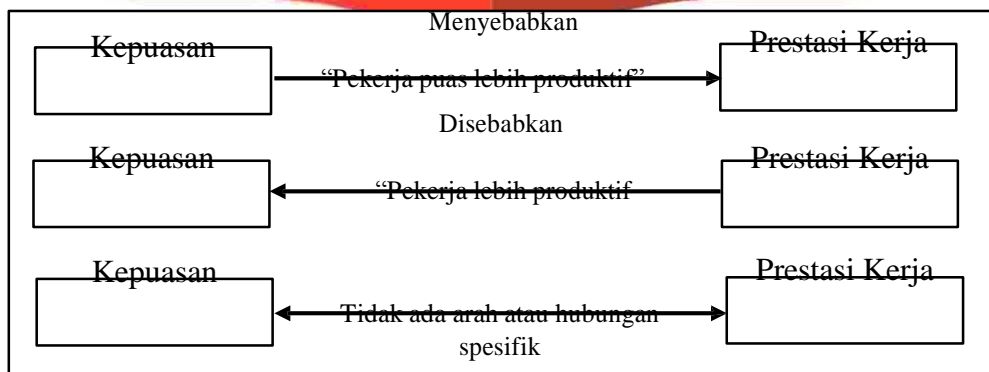 Menyebabkan
Kepuasan
Prestasi Kerja
“Pekerja puas lebih produktif”
Disebabkan
Kepuasan
Prestasi Kerja
“Pekerja lebih produktif
Kepuasan
Prestasi Kerja
Tidak ada arah atau hubungan
spesifik